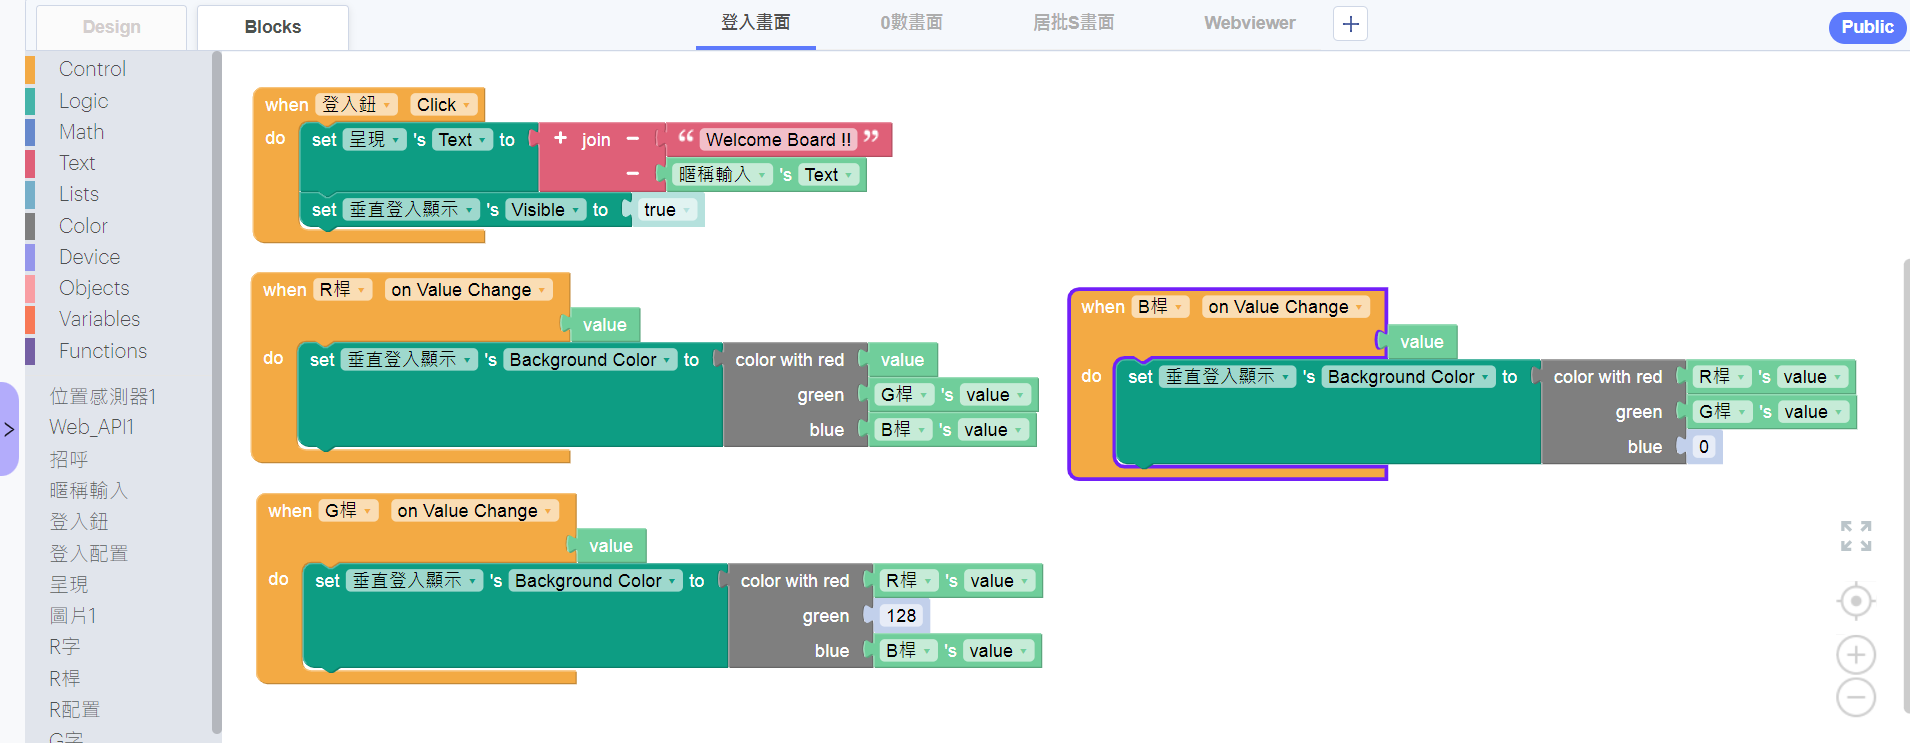 Design
Blocks
登入畫面
0數畫面
居批S畫面
Webviewer
Public
Control
Logic
Math
Text
Lists
Color
Device
Objects
Variables
Functions
位置感測器1
Web_API1
招呼
暱稱輸入
登入鈕
登入配置
呈現
圖片1
R字
R桿
R配置
G字
when 登入鈕 Click
do set 呈現 's Text to + join − “ Welcome Board !! ”
− 暱稱輸入 's Text
set 垂直登入顯示 's Visible to true
when R桿 on Value Change
value
do set 垂直登入顯示 's Background Color to color with red value
green G桿 's value
blue B桿 's value
when G桿 on Value Change
value
do set 垂直登入顯示 's Background Color to color with red R桿 's value
green 128
blue B桿 's value
when B桿 on Value Change
value
do set 垂直登入顯示 's Background Color to color with red R桿 's value
green G桿 's value
blue 0